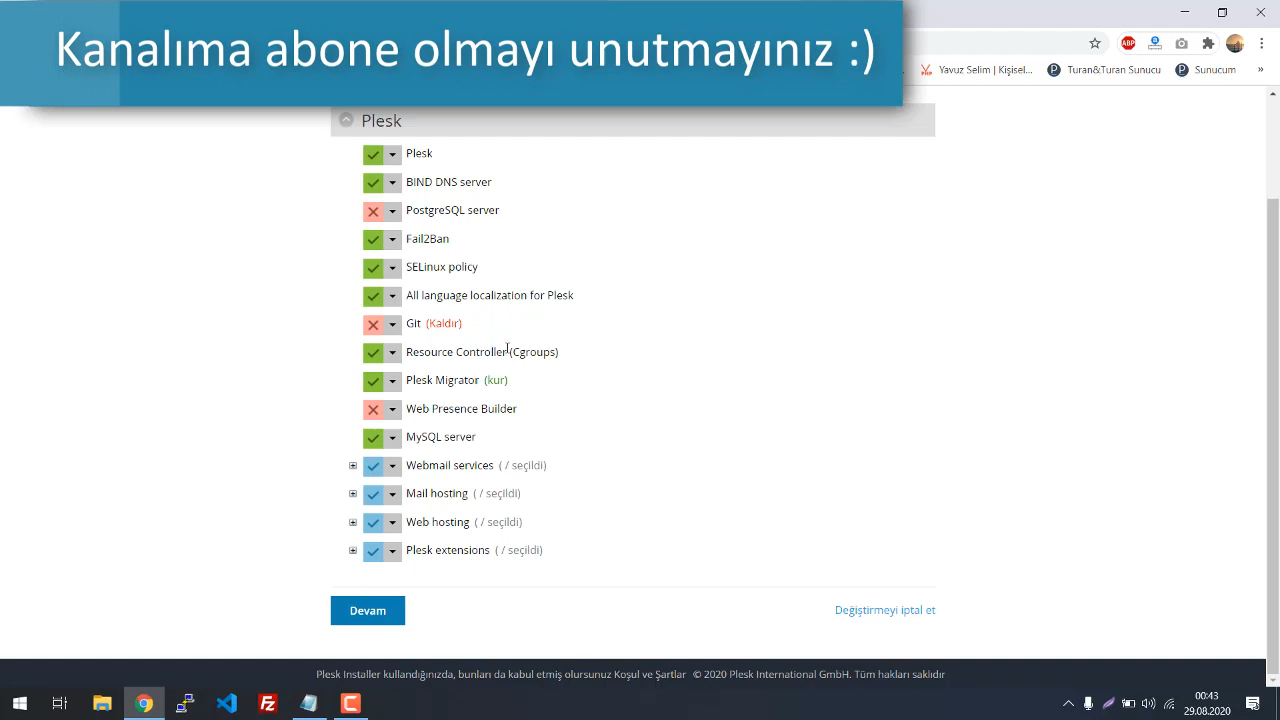 Kanalıma abone olmayı unutmayınız :)
ABP
Yavuz Selim | Kişisel...
Turan&Turan Sunucu
Sunucum
»
Plesk
Plesk
BIND DNS server
PostgreSQL server
Fail2Ban
SELinux policy
All language localization for Plesk
Git (Kaldır)
Resource Controller (Cgroups)
Plesk Migrator (kur)
Web Presence Builder
MySQL server
Webmail services ( / seçildi)
Mail hosting ( / seçildi)
Web hosting ( / seçildi)
Plesk extensions ( / seçildi)
Devam
Değiştirmeyi iptal et
Plesk Installer kullandığınızda, bunları da kabul etmiş olursunuz Koşul ve Şartlar © 2020 Plesk International GmbH. Tüm hakları saklıdır
00:43
29.08.2020